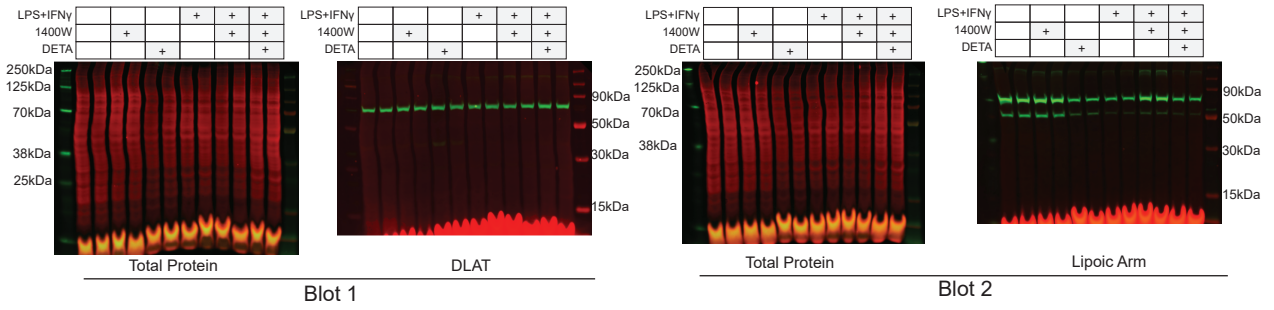 LPS+IFNγ + + +
1400W + + +
DETA + +
250kDa
125kDa
70kDa
38kDa
25kDa
Total Protein
LPS+IFNγ + + +
1400W + + +
DETA + +
90kDa
50kDa
30kDa
15kDa
DLAT
Blot 1
LPS+IFNγ + + +
1400W + + +
DETA + +
250kDa
125kDa
70kDa
38kDa
Total Protein
LPS+IFNγ + + +
1400W + + +
DETA + +
90kDa
50kDa
30kDa
15kDa
Lipoic Arm
Blot 2